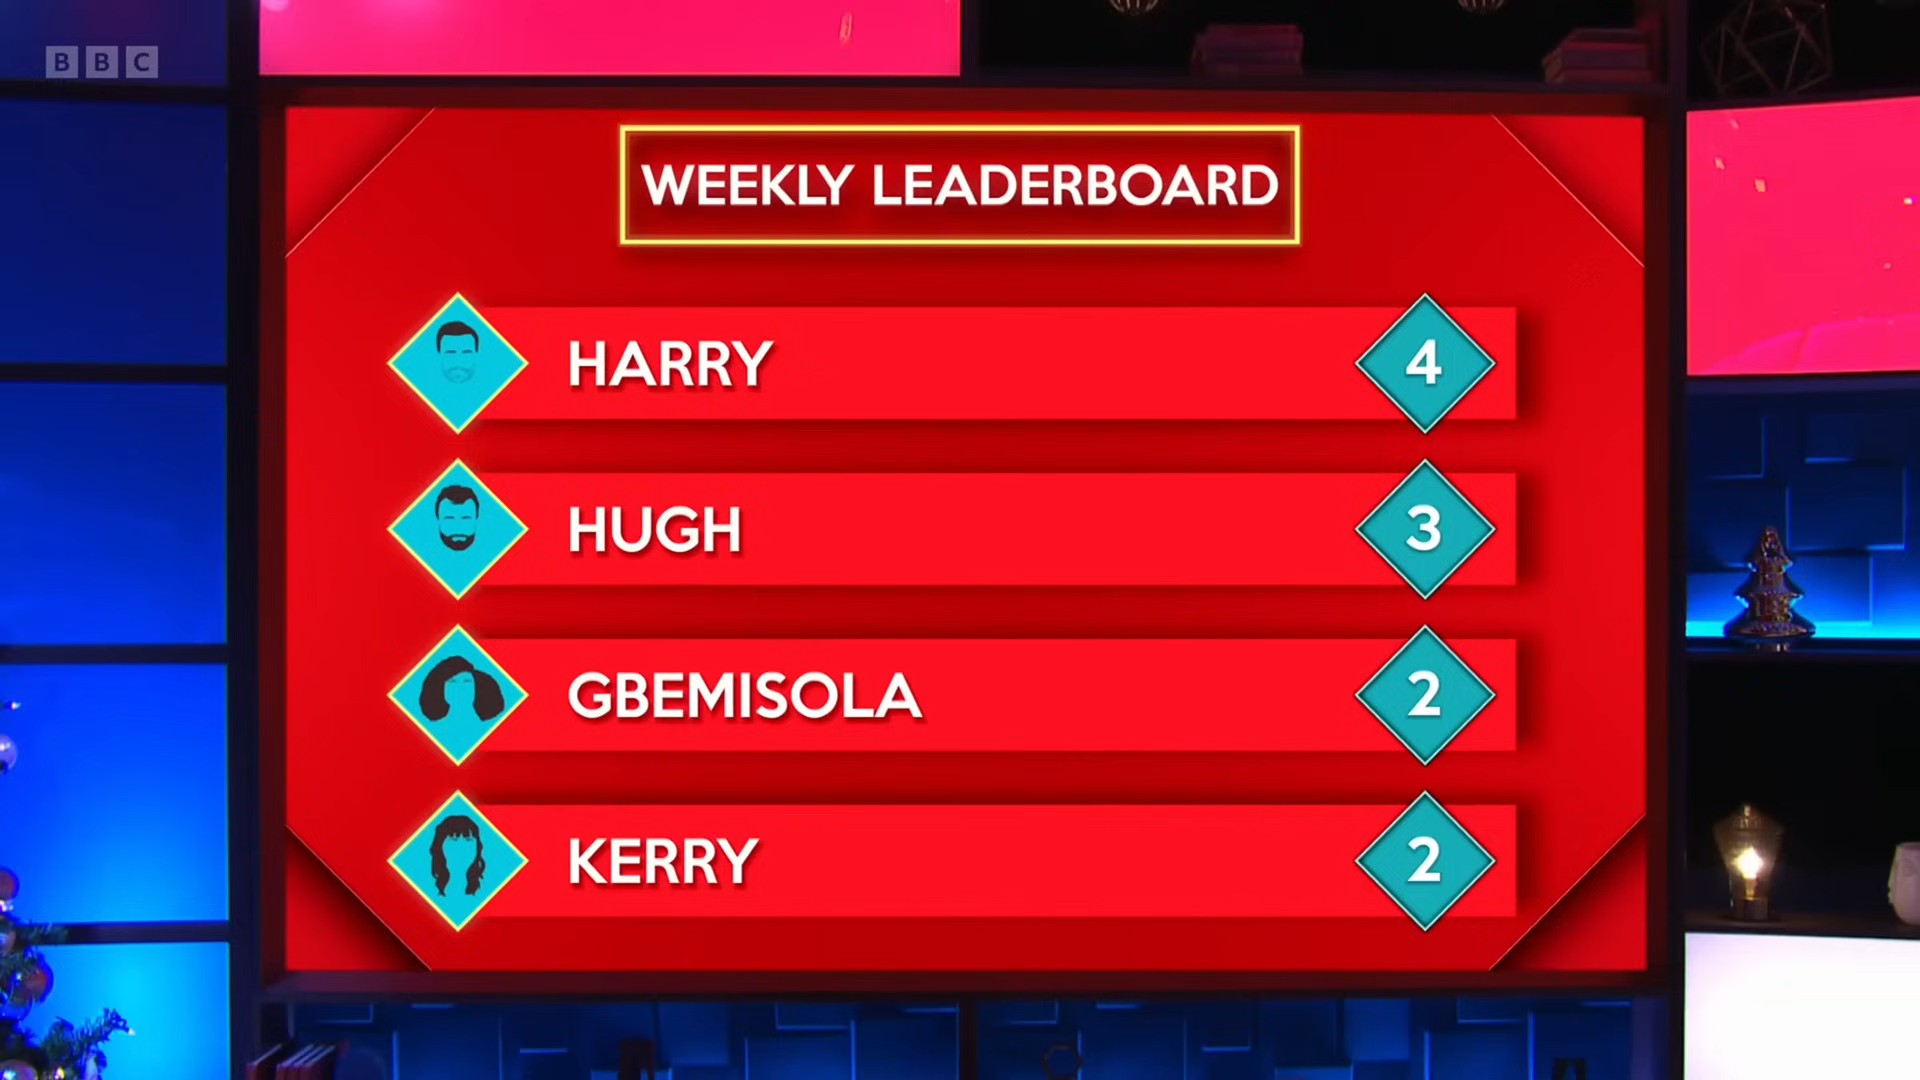 BBC
WEEKLY LEADERBOARD
HARRY 4
HUGH 3
GBEMISOLA 2
KERRY 2